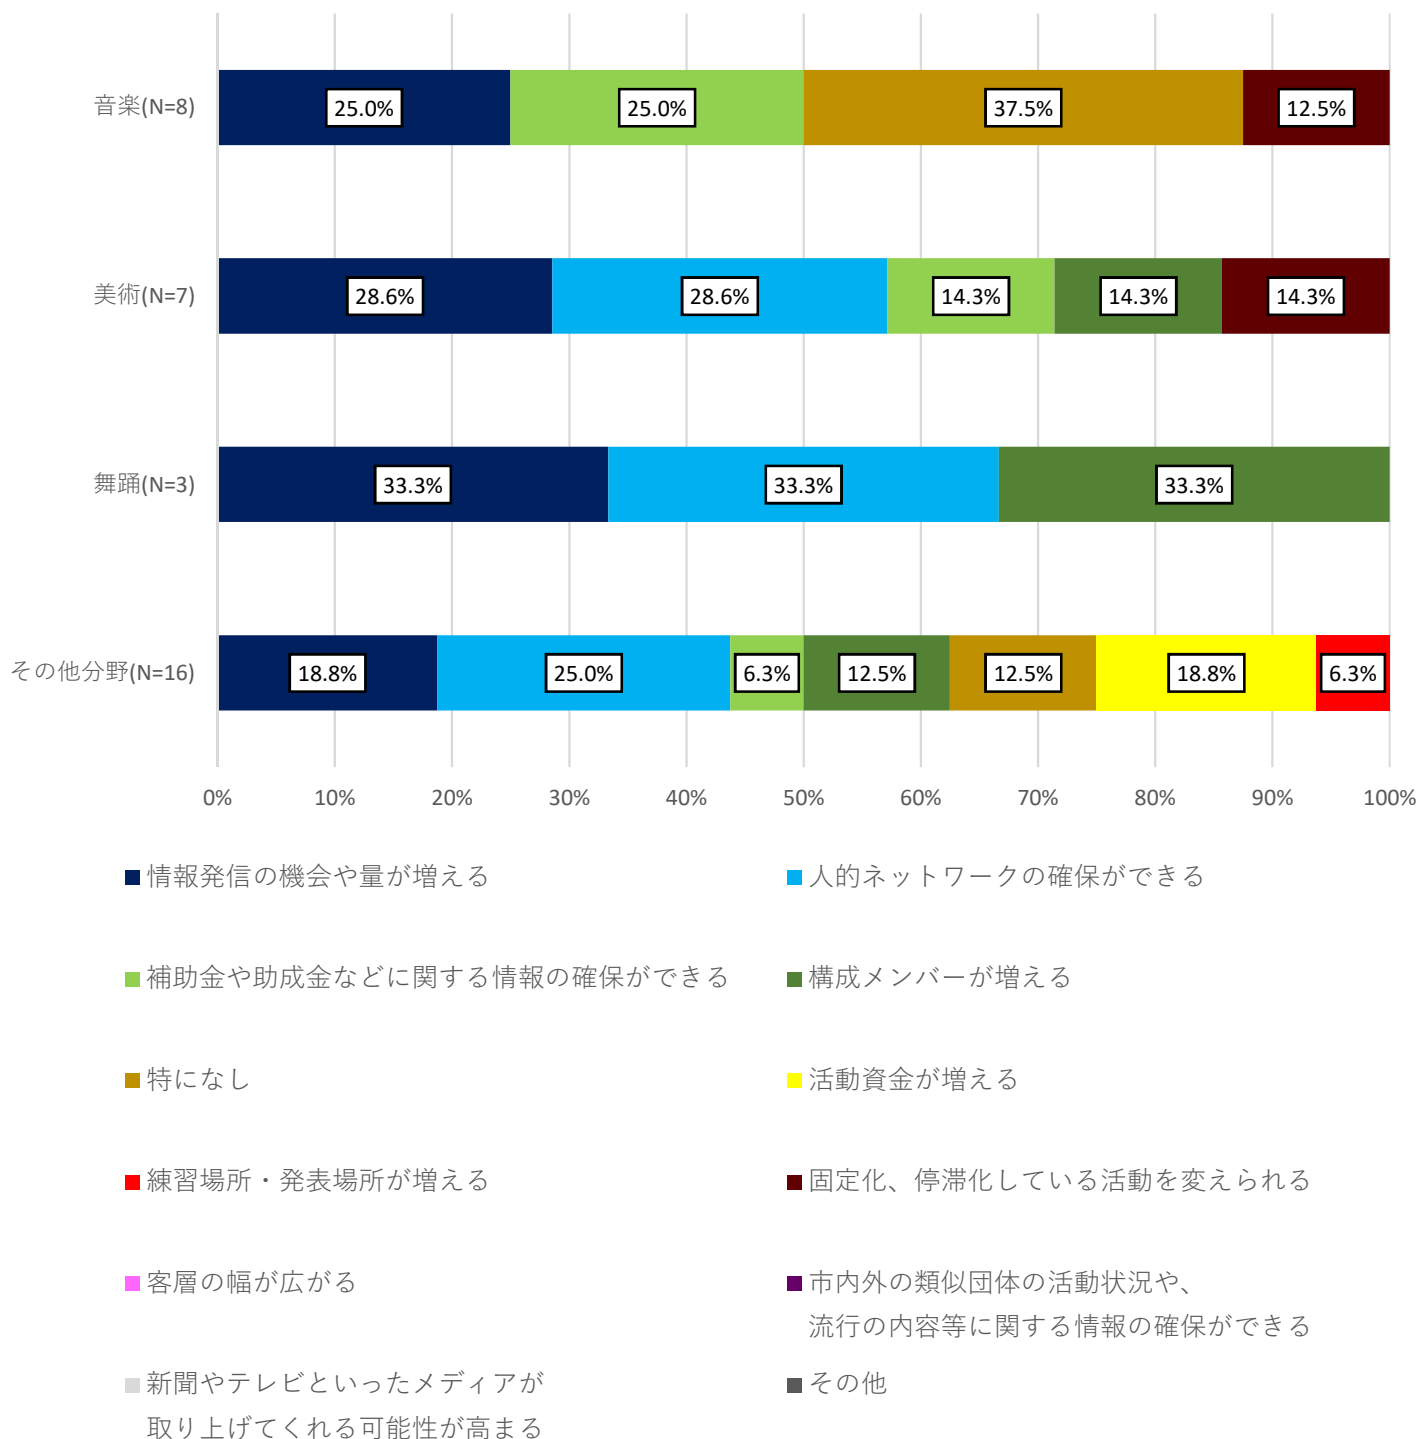 音楽(N=8)
25.0%
25.0%
37.5%
12.5%
美術(N=7)
28.6%
28.6%
14.3%
14.3%
14.3%
舞踊(N=3)
33.3%
33.3%
33.3%
その他分野(N=16)
18.8%
25.0%
6.3%
12.5%
12.5%
18.8%
6.3%
0%
10%
20%
30%
40%
50%
60%
70%
80%
90%
100%
情報発信の機会や量が増える
人的ネットワークの確保ができる
補助金や助成金などに関する情報の確保ができる
構成メンバーが増える
特になし
活動資金が増える
練習場所・発表場所が増える
固定化、停滞化している活動を変えられる
客層の幅が広がる
市内外の類似団体の活動状況や、
流行の内容等に関する情報の確保ができる
新聞やテレビといったメディアが
取り上げてくれる可能性が高まる
その他